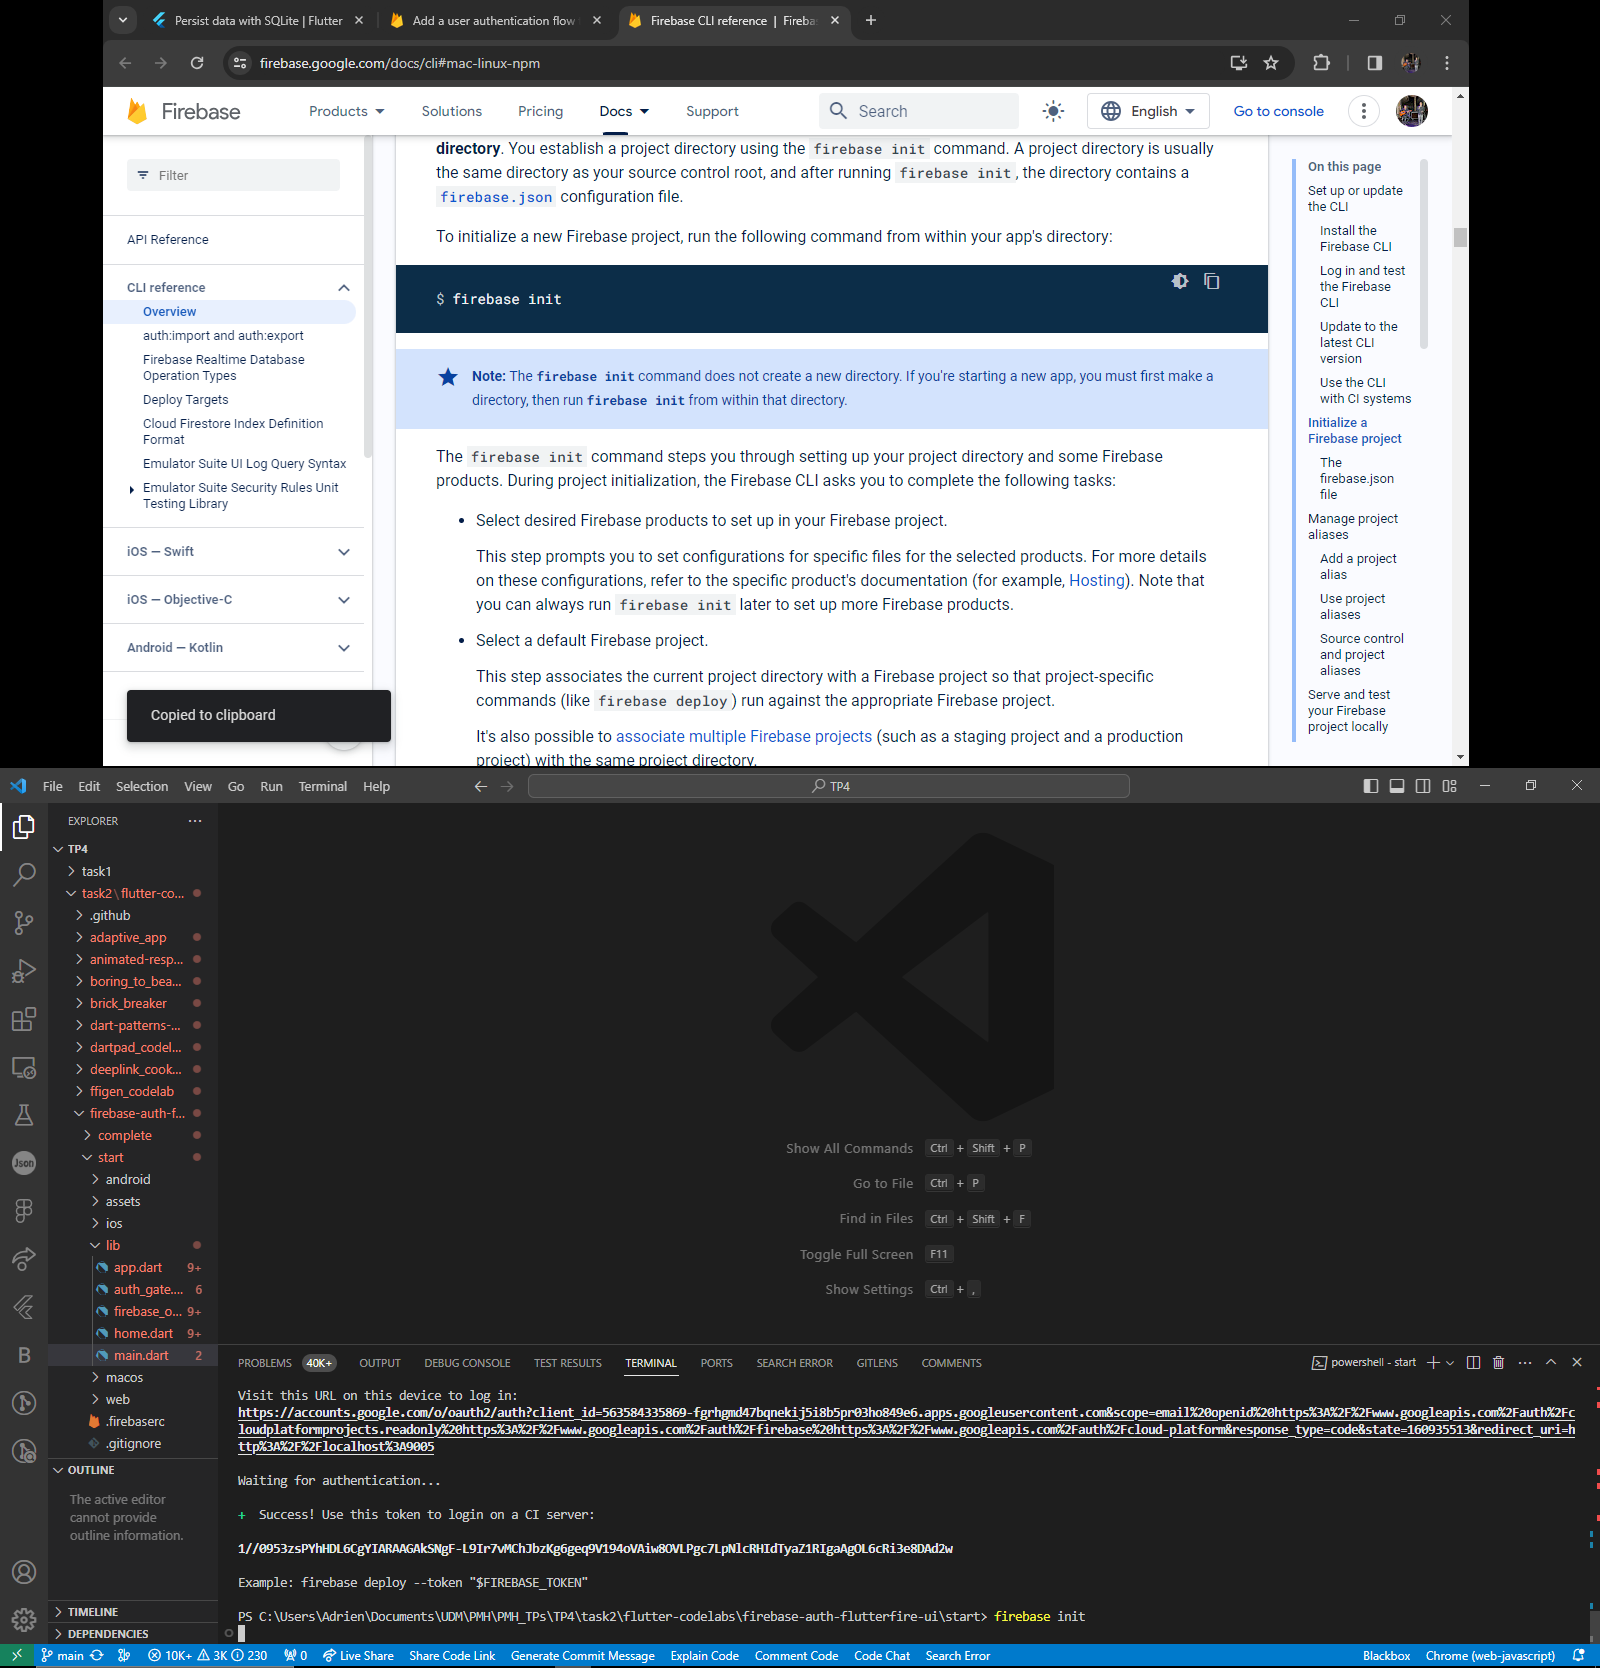 Persist data with SQLite | Flutter
Add a user authentication flow
Firebase CLI reference | Fireba
firebase.google.com/docs/cli#mac-linux-npm
Firebase
Products
Solutions
Pricing
Docs
Support
Search
English
Go to console
Filter
API Reference
CLI reference
Overview
auth:import and auth:export
Firebase Realtime Database
Operation Types
Deploy Targets
Cloud Firestore Index Definition
Format
Emulator Suite UI Log Query Syntax
Emulator Suite Security Rules Unit
Testing Library
iOS — Swift
iOS — Objective-C
Android — Kotlin
Copied to clipboard
directory. You establish a project directory using the firebase init command. A project directory is usually
the same directory as your source control root, and after running firebase init, the directory contains a
firebase.json configuration file.
To initialize a new Firebase project, run the following command from within your app's directory:
$ firebase init
Note: The firebase init command does not create a new directory. If you're starting a new app, you must first make a
directory, then run firebase init from within that directory.
The firebase init command steps you through setting up your project directory and some Firebase
products. During project initialization, the Firebase CLI asks you to complete the following tasks:
• Select desired Firebase products to set up in your Firebase project.
This step prompts you to set configurations for specific files for the selected products. For more details
on these configurations, refer to the specific product's documentation (for example, Hosting). Note that
you can always run firebase init later to set up more Firebase products.
• Select a default Firebase project.
This step associates the current project directory with a Firebase project so that project-specific
commands (like firebase deploy) run against the appropriate Firebase project.
It's also possible to associate multiple Firebase projects (such as a staging project and a production
project) with the same project directory.
On this page
Set up or update
the CLI
Install the
Firebase CLI
Log in and test
the Firebase
CLI
Update to the
latest CLI
version
Use the CLI
with CI systems
Initialize a
Firebase project
The
firebase.json
file
Manage project
aliases
Add a project
alias
Use project
aliases
Source control
and project
aliases
Serve and test
your Firebase
project locally
File Edit Selection View Go Run Terminal Help
TP4
EXPLORER
TP4
task1
task2\flutter-co...
.github
adaptive_app
animated-resp...
boring_to_bea...
brick_breaker
dart-patterns-...
dartpad_codel...
deeplink_cook...
ffigen_codelab
firebase-auth-f...
complete
start
android
assets
ios
lib
app.dart 9+
auth_gate.... 6
firebase_o... 9+
home.dart 9+
main.dart 2
macos
web
.firebaserc
.gitignore
OUTLINE
The active editor
cannot provide
outline information.
TIMELINE
DEPENDENCIES
Json
B
Show All Commands Ctrl + Shift + P
Go to File Ctrl + P
Find in Files Ctrl + Shift + F
Toggle Full Screen F11
Show Settings Ctrl + ,
PROBLEMS 40K+ OUTPUT DEBUG CONSOLE TEST RESULTS TERMINAL PORTS SEARCH ERROR GITLENS COMMENTS
powershell - start
Visit this URL on this device to log in:
https://accounts.google.com/o/oauth2/auth?client_id=563584335869-fgrhgmd47bqnekij5i8b5pr03ho849e6.apps.googleusercontent.com&scope=email%20openid%20https%3A%2F%2Fwww.googleapis.com%2Fauth%2Fc
loudplatformprojects.readonly%20https%3A%2F%2Fwww.googleapis.com%2Fauth%2Ffirebase%20https%3A%2F%2Fwww.googleapis.com%2Fauth%2Fcloud-platform&response_type=code&state=160935513&redirect_uri=h
ttp%3A%2F%2Flocalhost%3A9005
Waiting for authentication...
+ Success! Use this token to login on a CI server:
1//0953zsPYhHDL6CgYIARAAGAkSNgF-L9Ir7vMChJbzKg6geq9V194oVAiw8OVLPgc7LpNlcRHIdTyaZ1RIgaAgOL6cRi3e8DAd2w
Example: firebase deploy --token "$FIREBASE_TOKEN"
PS C:\Users\Adrien\Documents\UDM\PMH\PMH_TPs\TP4\task2\flutter-codelabs\firebase-auth-flutterfire-ui\start> firebase init
main 10K+ 3K 230 0 Live Share Share Code Link Generate Commit Message Explain Code Comment Code Code Chat Search Error Blackbox Chrome (web-javascript)